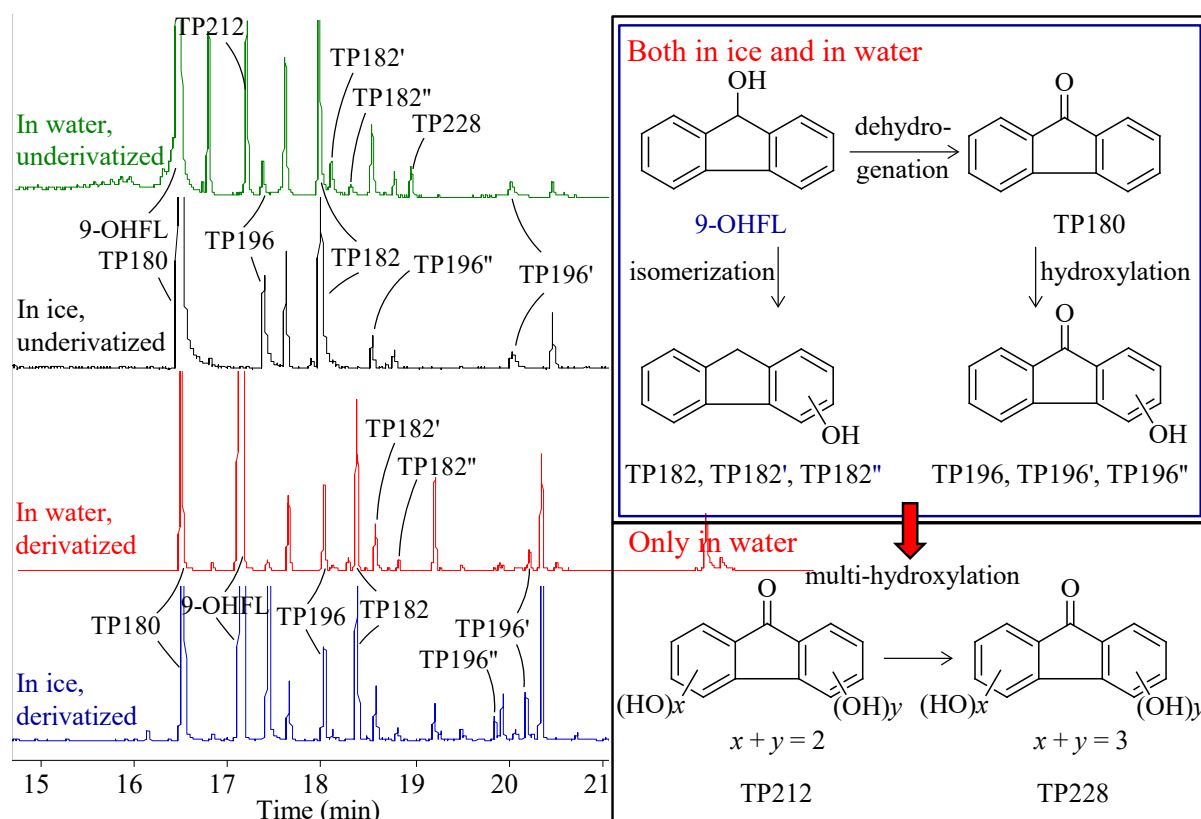 TP212
TP182'
TP182"
TP228
In water,
underivatized
9-OHFL
TP180
TP196
TP182
TP196"
TP196'
In ice,
underivatized
TP182'
TP182"
In water,
derivatized
TP180
9-OHFL
TP196
TP182
TP196'
TP196"
In ice,
derivatized
15 16 17 18 19 20 21
Time (min)
Both in ice and in water
OH
O
dehydro-
genation
9-OHFL
TP180
isomerization
hydroxylation
O
OH
OH
TP182, TP182', TP182"
TP196, TP196', TP196"
Only in water
multi-hydroxylation
O
O
(HO)x
(OH)y
(HO)x
(OH)y
x + y = 2
x + y = 3
TP212
TP228